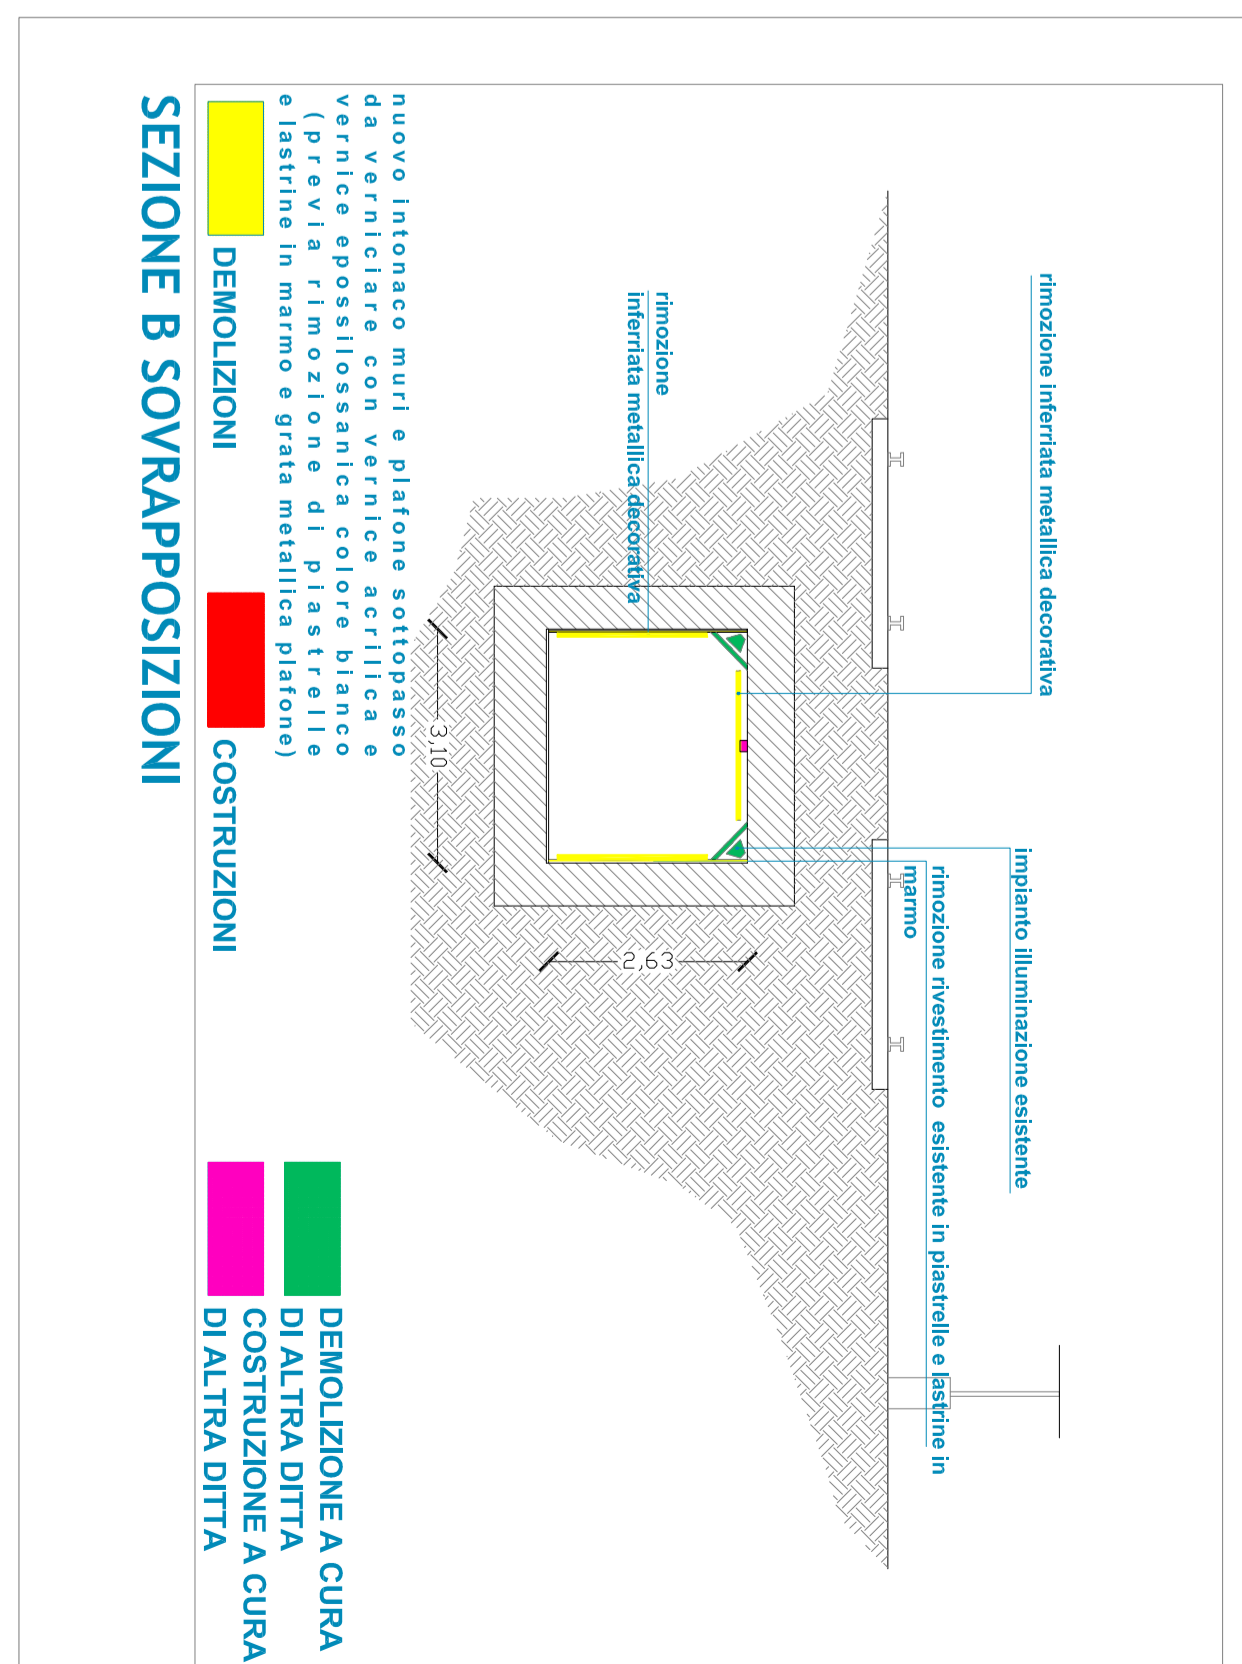 rimozione inferriata metallica decorativa
impianto illuminazione esistente
rimozione rivestimento esistente in piastrelle e lastrine in
marmo
rimozione
inferriata metallica decorativa
2,63
3,10
nuovo intonaco muri e plafone sottopasso
da verniciare con vernice acrilica e
vernice epossilossanica colore bianco
(previa rimozione di piastrelle
e lastrine in marmo e grata metallica plafone)
DEMOLIZIONI
COSTRUZIONI
DEMOLIZIONE A CURA
DI ALTRA DITTA
COSTRUZIONE A CURA
DI ALTRA DITTA
SEZIONE B SOVRAPPOSIZIONI